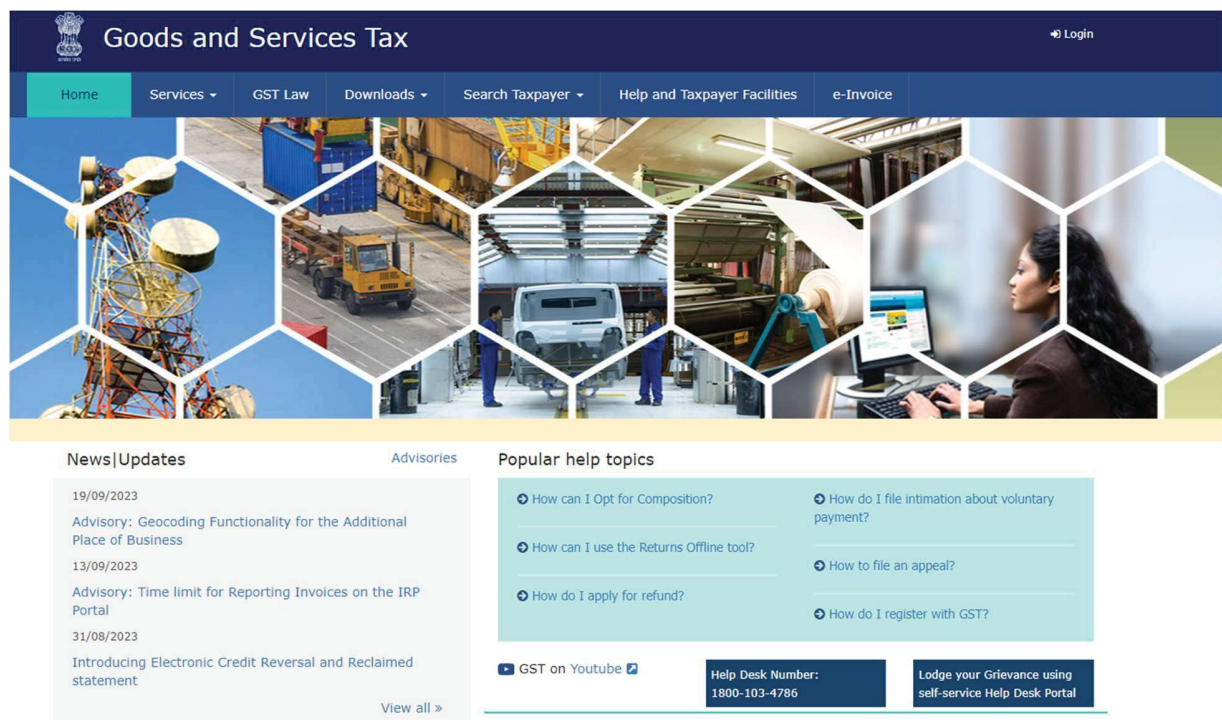 Goods and Services Tax
Login
Home
Services
GST Law
Downloads
Search Taxpayer
Help and Taxpayer Facilities
e-Invoice
News|Updates
Advisories
19/09/2023
Advisory: Geocoding Functionality for the Additional
Place of Business
13/09/2023
Advisory: Time limit for Reporting Invoices on the IRP
Portal
31/08/2023
Introducing Electronic Credit Reversal and Reclaimed
statement
View all »
Popular help topics
How can I Opt for Composition?
How can I use the Returns Offline tool?
How do I apply for refund?
How do I file intimation about voluntary
payment?
How to file an appeal?
How do I register with GST?
GST on Youtube
Help Desk Number:
1800-103-4786
Lodge your Grievance using
self-service Help Desk Portal